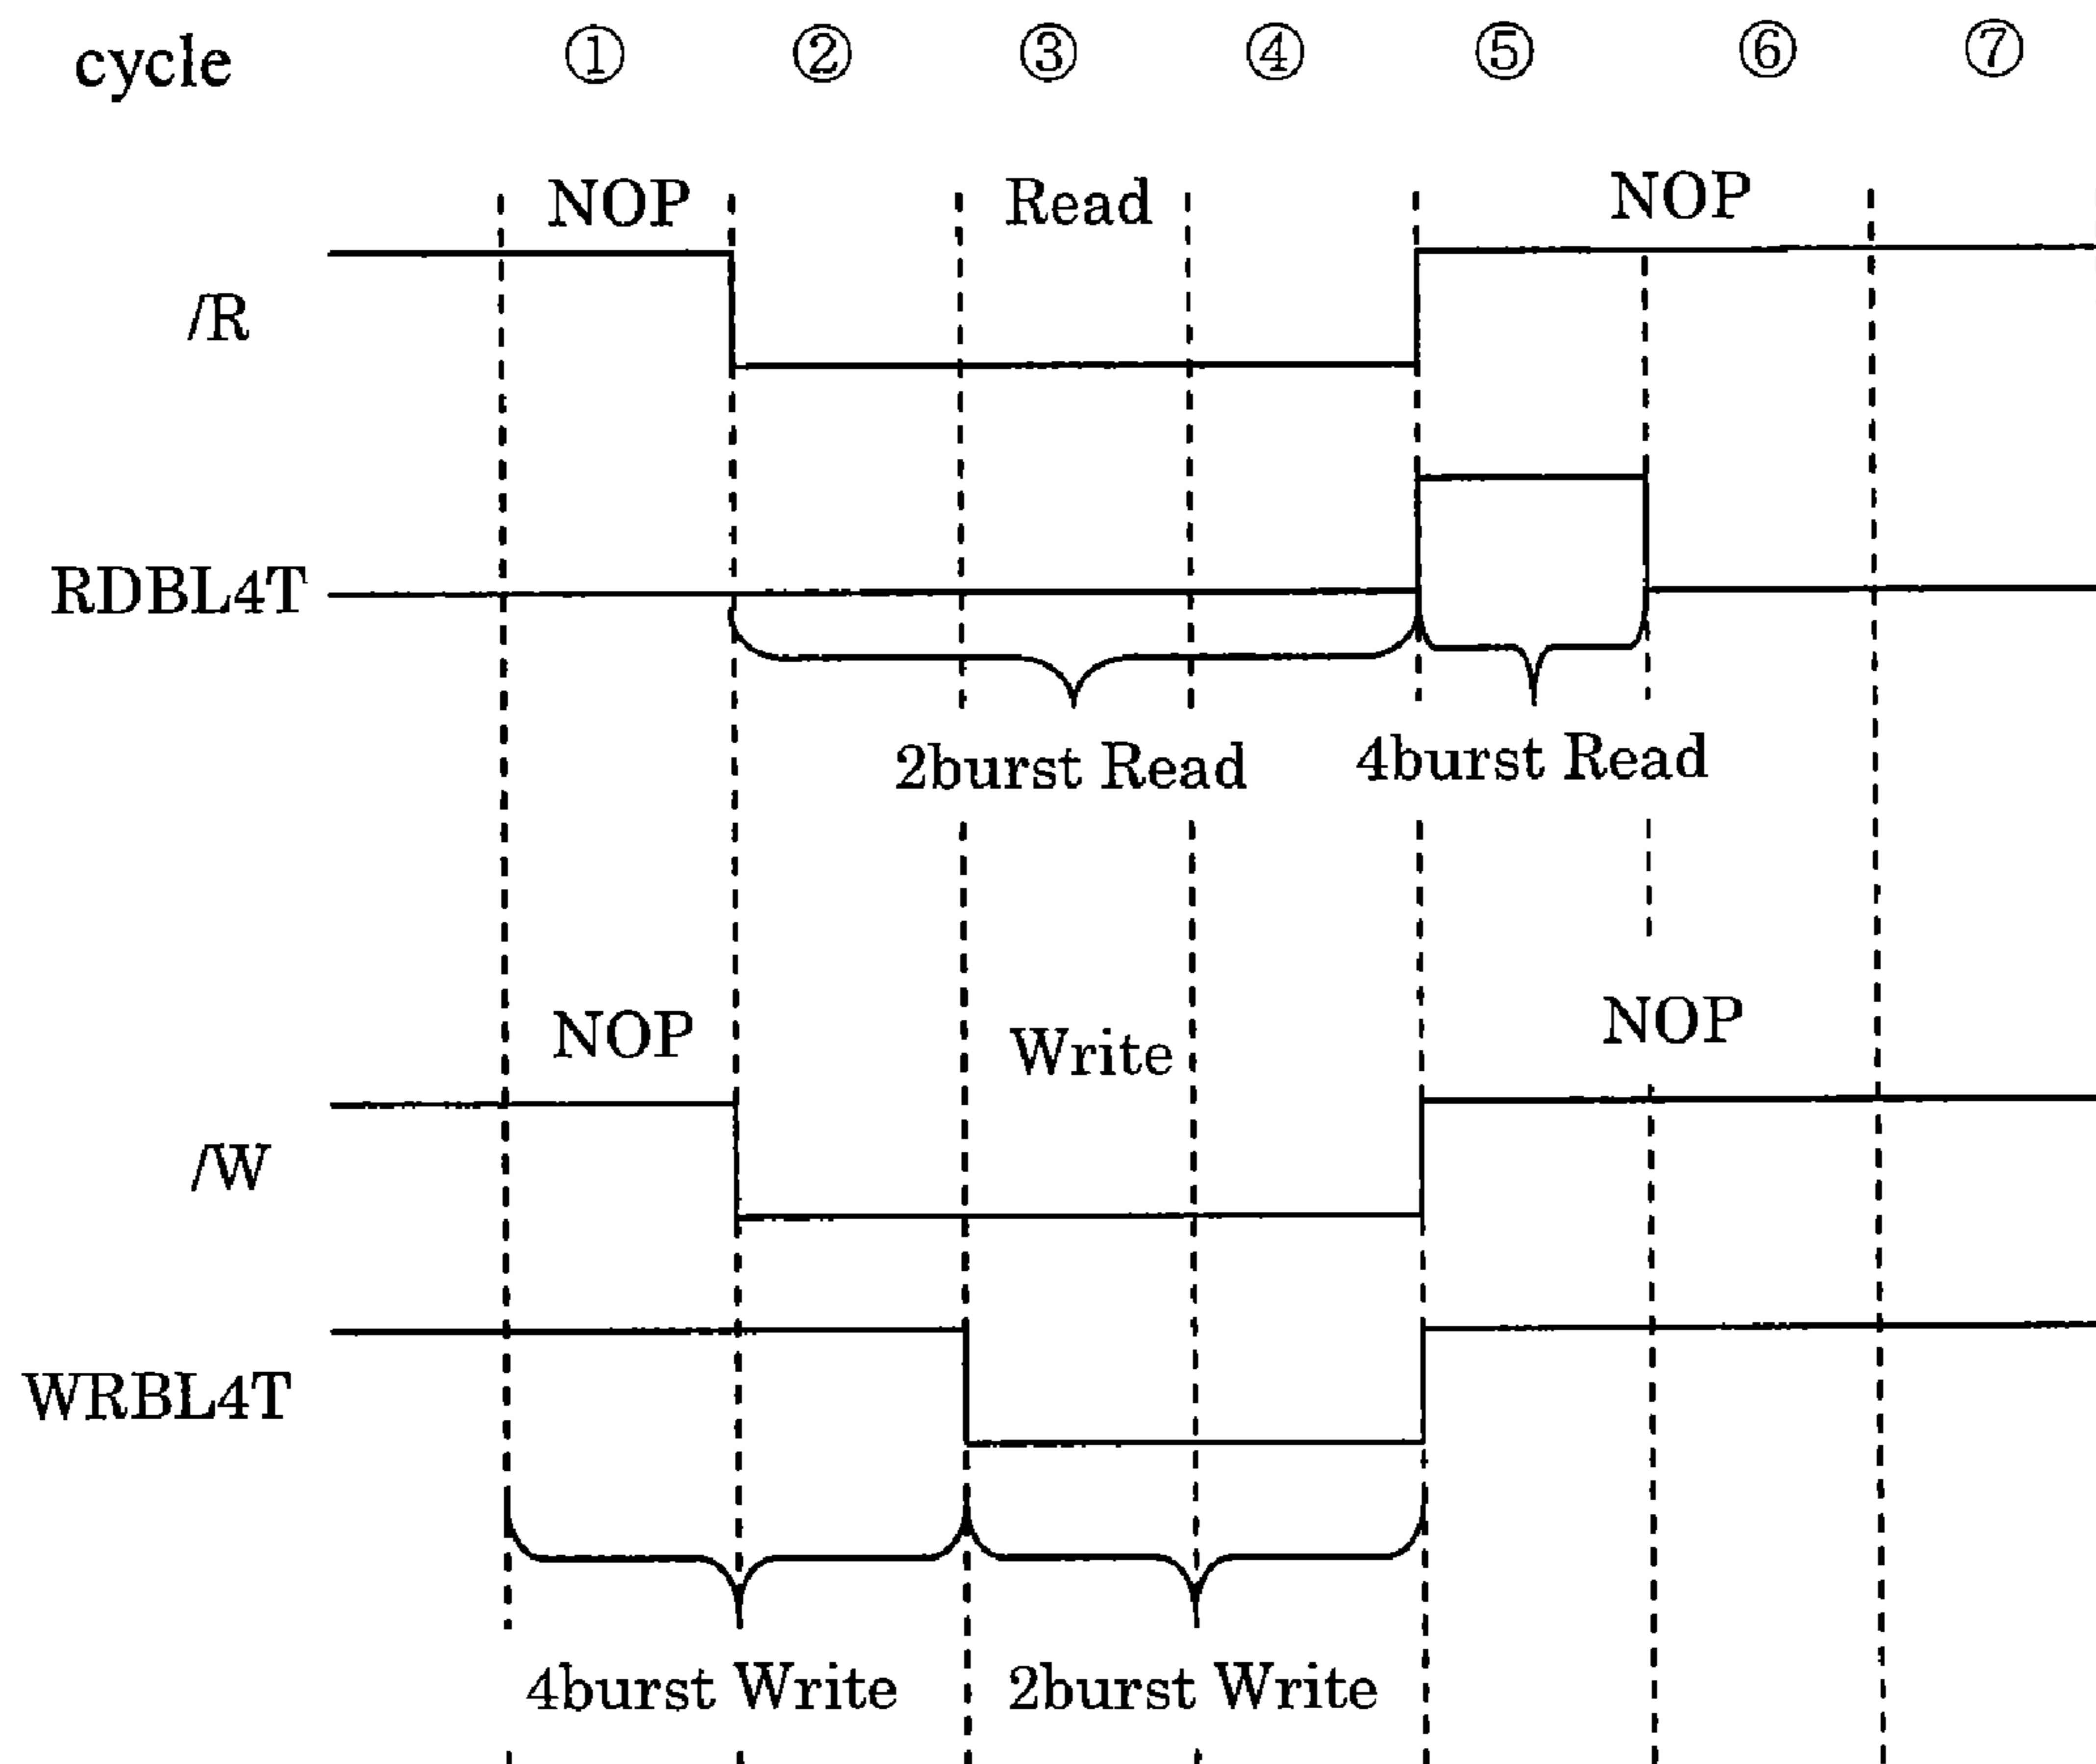 cycle ① ② ③ ④ ⑤ ⑥ ⑦
NOP Read NOP
/R
RDBL4T
2burst Read 4burst Read
NOP Write NOP
/W
WRBL4T
4burst Write 2burst Write